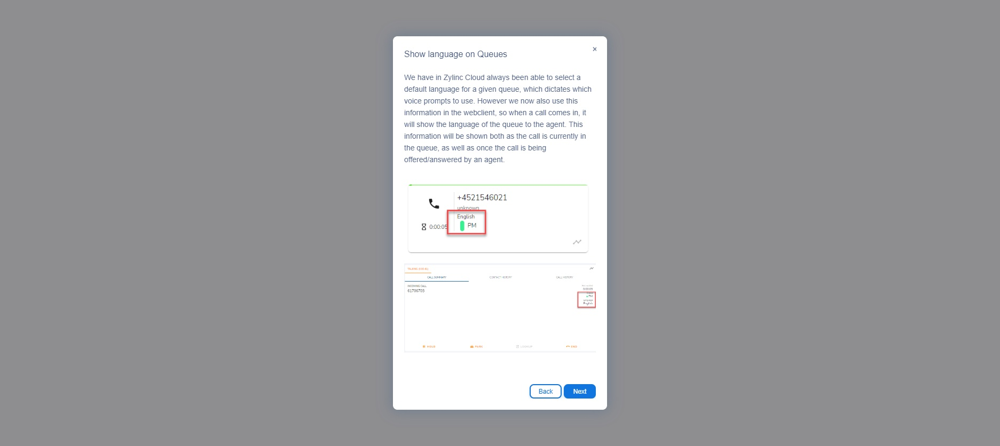 Show language on Queues
×
We have in Zylinc Cloud always been able to select a
default language for a given queue, which dictates which
voice prompts to use. However we now also use this
information in the webclient, so when a call comes in, it
will show the language of the queue to the agent. This
information will be shown both as the call is currently in
the queue, as well as once the call is being
offered/answered by an agent.
+4521546021
unknown
English
0:00:05
PM
TALKING (0:00:41)
CALL SUMMARY
CONTACT HISTORY
CALL HISTORY
INCOMING CALL
61706703
0:00:03
PM
Language
English
HOLD
PARK
LOOKUP
END
Back
Next